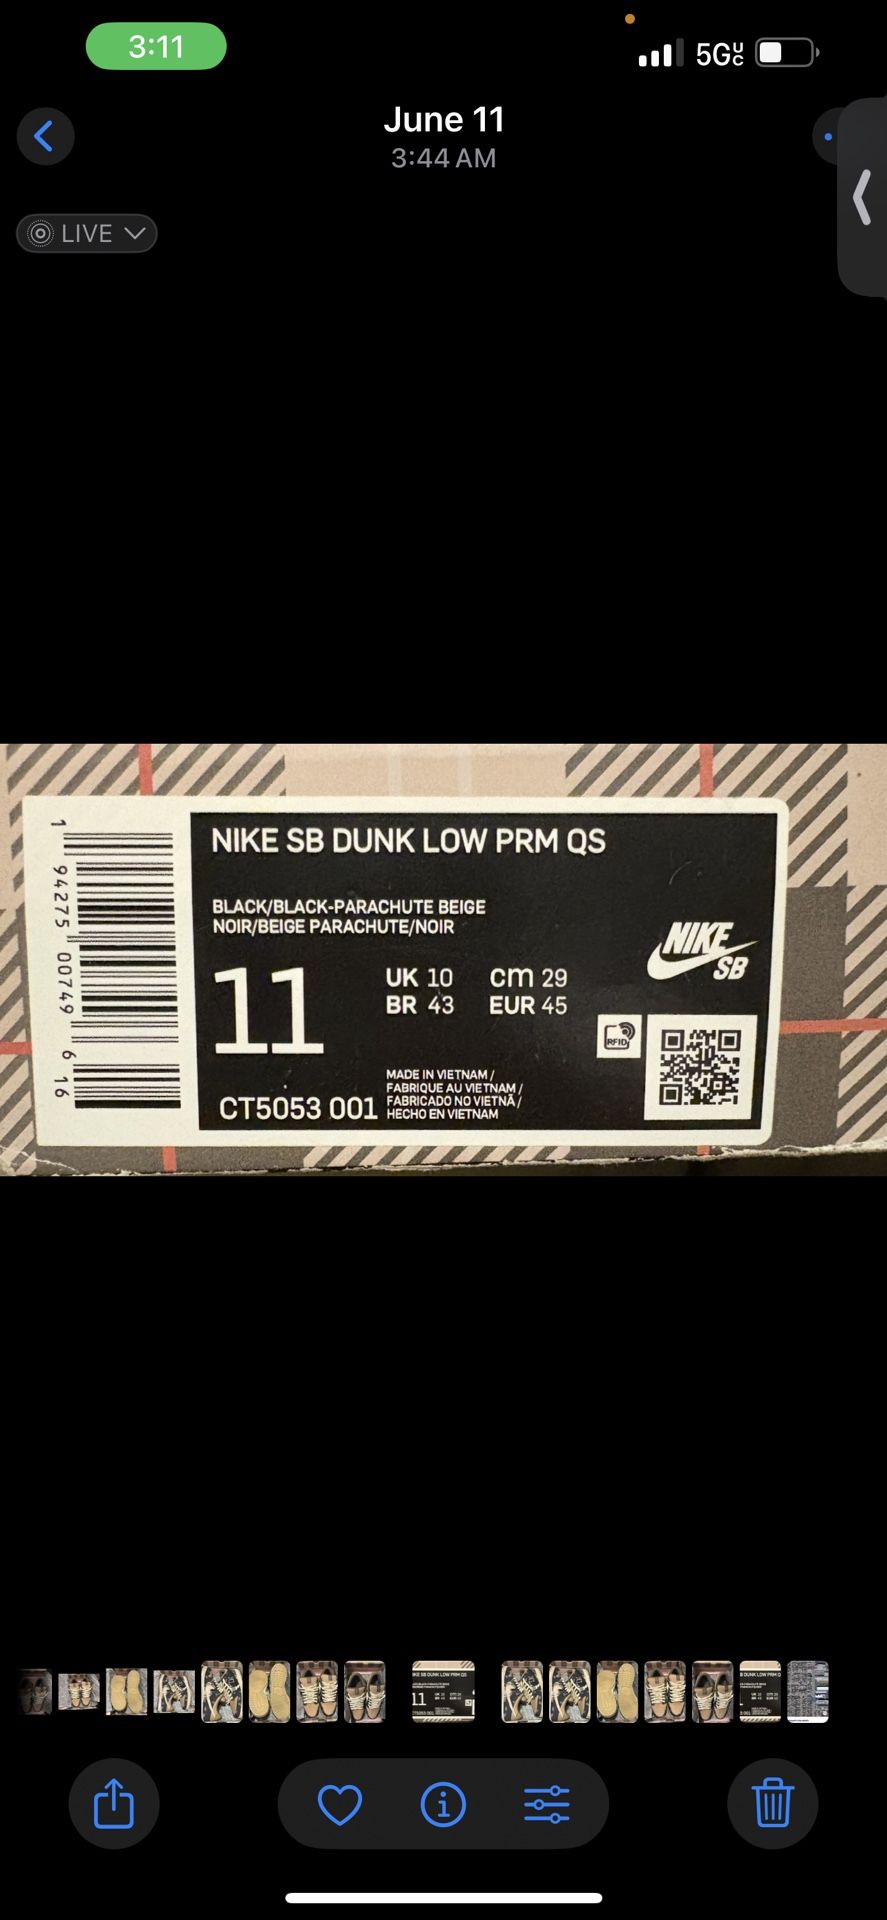 3:11
5G UC
June 11
3:44 AM
LIVE
1 94275 00749 6 16
NIKE SB DUNK LOW PRM QS
BLACK/BLACK-PARACHUTE BEIGE
NOIR/BEIGE PARACHUTE/NOIR
11
UK 10 cm 29
BR 43 EUR 45
NIKE
SB
RFID
CT5053 001
MADE IN VIETNAM /
FABRIQUE AU VIETNAM /
FABRICADO NO VIETNÃ /
HECHO EN VIETNAM